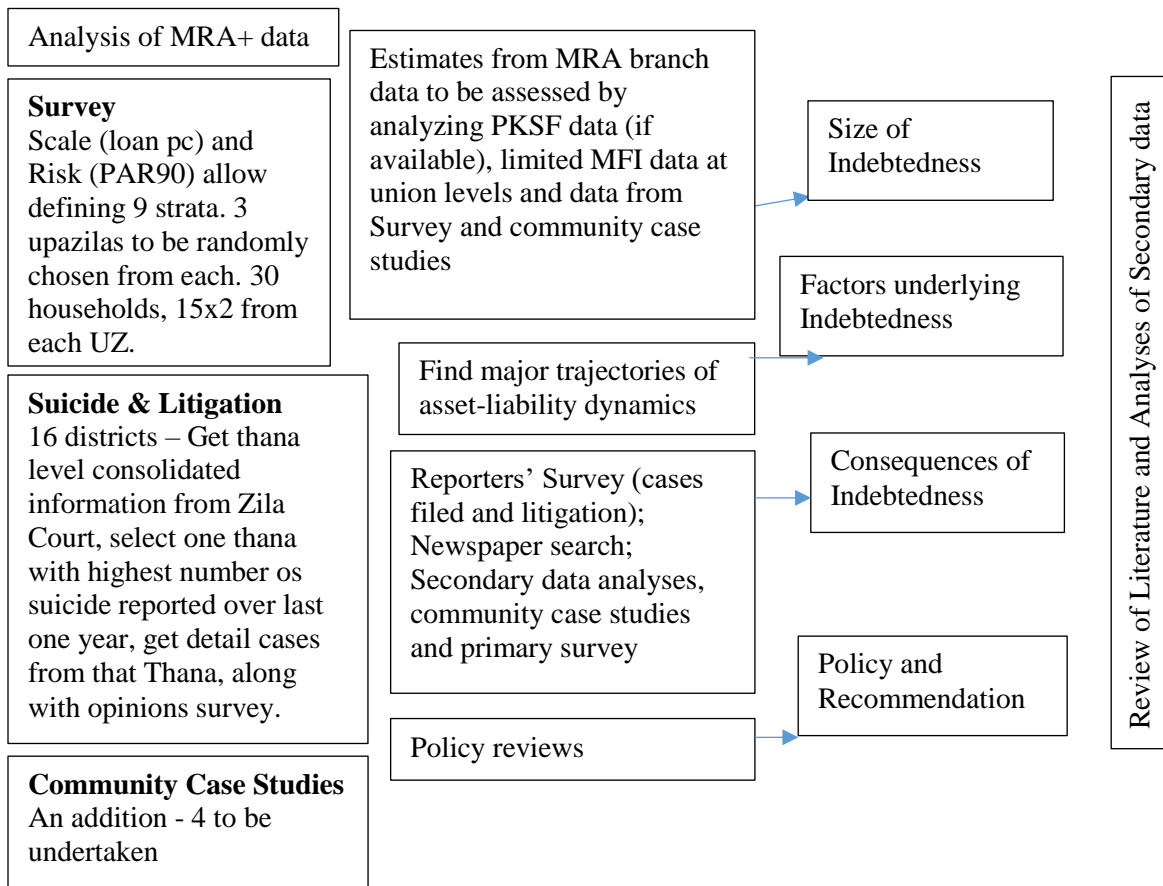 Analysis of MRA+ data
Survey
Scale (loan pc) and
Risk (PAR90) allow
defining 9 strata. 3
upazilas to be randomly
chosen from each. 30
households, 15x2 from
each UZ.
Suicide & Litigation
16 districts – Get thana
level consolidated
information from Zila
Court, select one thana
with highest number os
suicide reported over last
one year, get detail cases
from that Thana, along
with opinions survey.
Community Case Studies
An addition - 4 to be
undertaken
Estimates from MRA branch
data to be assessed by
analyzing PKSF data (if
available), limited MFI data at
union levels and data from
Survey and community case
studies
Find major trajectories of
asset-liability dynamics
Reporters’ Survey (cases
filed and litigation);
Newspaper search;
Secondary data analyses,
community case studies
and primary survey
Policy reviews
Size of
Indebtedness
Factors underlying
Indebtedness
Consequences of
Indebtedness
Policy and
Recommendation
Review of Literature and Analyses of Secondary data